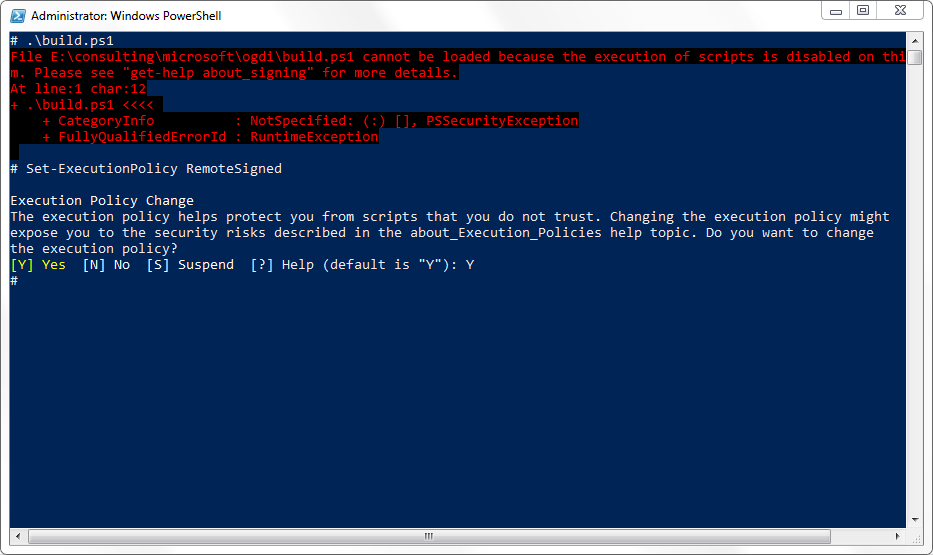 Administrator: Windows PowerShell
# .\build.ps1
File E:\consulting\microsoft\ogdi\build.ps1 cannot be loaded because the execution of scripts is disabled on thi
m. Please see "get-help about_signing" for more details.
At line:1 char:12
+ .\build.ps1 <<<<
    + CategoryInfo          : NotSpecified: (:) [], PSSecurityException
    + FullyQualifiedErrorId : RuntimeException
# Set-ExecutionPolicy RemoteSigned
Execution Policy Change
The execution policy helps protect you from scripts that you do not trust. Changing the execution policy might
expose you to the security risks described in the about_Execution_Policies help topic. Do you want to change
the execution policy?
[Y] Yes  [N] No  [S] Suspend  [?] Help (default is "Y"): Y
#